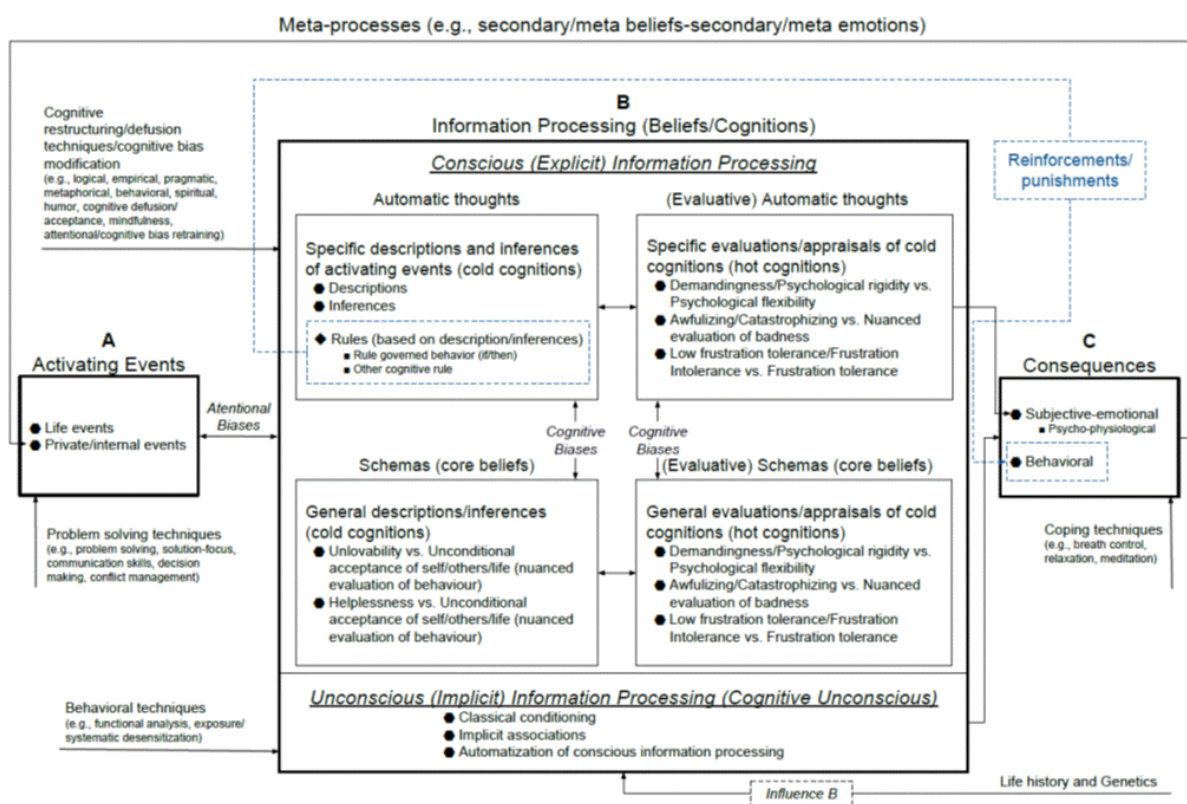 Meta-processes (e.g., secondary/meta beliefs-secondary/meta emotions)
Cognitive
restructuring/defusion
techniques/cognitive bias
modification
(e.g., logical, empirical, pragmatic,
metaphorical, behavioral, spiritual,
humor, cognitive defusion/
acceptance, mindfulness,
attentional/cognitive bias retraining)
B
Information Processing (Beliefs/Cognitions)
Reinforcements/
punishments
Conscious (Explicit) Information Processing
Automatic thoughts
Specific descriptions and inferences
of activating events (cold cognitions)
Descriptions
Inferences
Rules (based on description/inferences)
Rule governed behavior (if/then)
Other cognitive rule
(Evaluative) Automatic thoughts
Specific evaluations/appraisals of cold
cognitions (hot cognitions)
Demandingness/Psychological rigidity vs.
Psychological flexibility
Awfulizing/Catastrophizing vs. Nuanced
evaluation of badness
Low frustration tolerance/Frustration
Intolerance vs. Frustration tolerance
A
Activating Events
Life events
Private/internal events
Atentional
Biases
C
Consequences
Subjective-emotional
Psycho-physiological
Behavioral
Cognitive
Biases
Cognitive
Biases
Schemas (core beliefs)
General descriptions/inferences
(cold cognitions)
Unlovability vs. Unconditional
acceptance of self/others/life (nuanced
evaluation of behaviour)
Helplessness vs. Unconditional
acceptance of self/others/life (nuanced
evaluation of behaviour)
(Evaluative) Schemas (core beliefs)
General evaluations/appraisals of cold
cognitions (hot cognitions)
Demandingness/Psychological rigidity vs.
Psychological flexibility
Awfulizing/Catastrophizing vs. Nuanced
evaluation of badness
Low frustration tolerance/Frustration
Intolerance vs. Frustration tolerance
Problem solving techniques
(e.g., problem solving, solution-focus,
communication skills, decision
making, conflict management)
Coping techniques
(e.g., breath control,
relaxation, meditation)
Behavioral techniques
(e.g., functional analysis, exposure/
systematic desensitization)
Unconscious (Implicit) Information Processing (Cognitive Unconscious)
Classical conditioning
Implicit associations
Automatization of conscious information processing
Influence B
Life history and Genetics